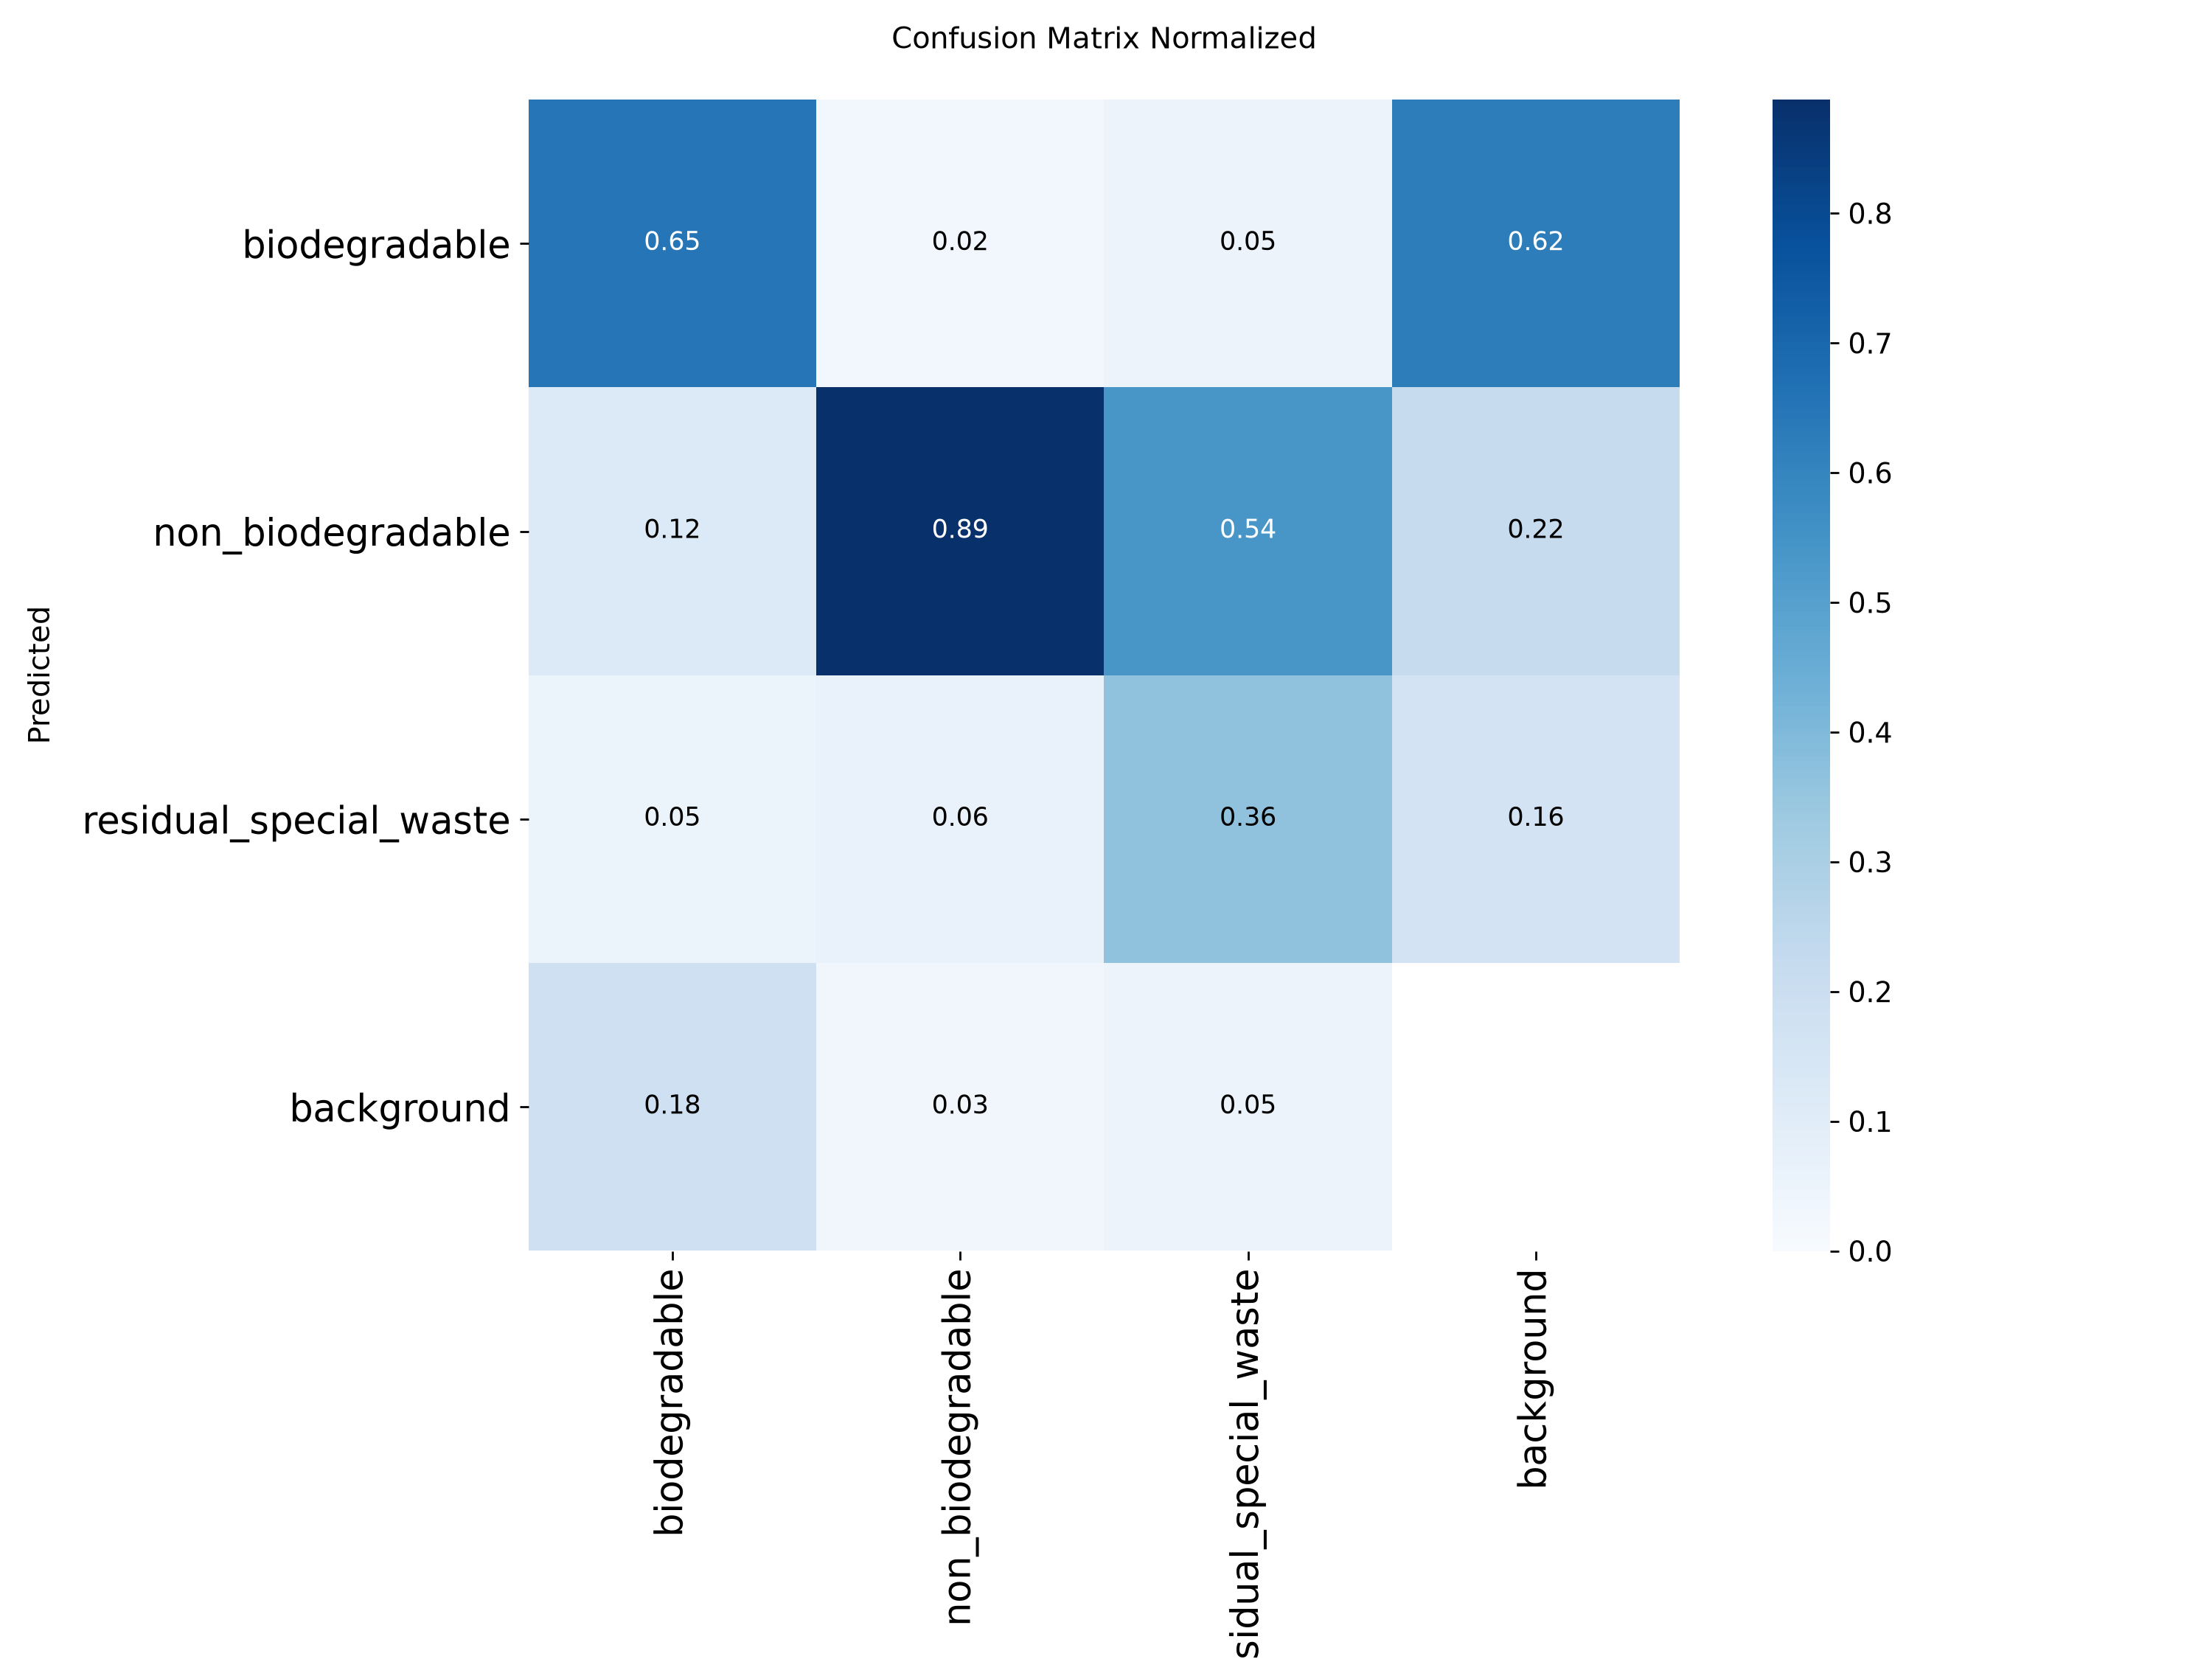 Confusion Matrix Normalized
biodegradable
0.65
0.02
0.05
0.62
non_biodegradable
0.12
0.89
0.54
0.22
residual_special_waste
0.05
0.06
0.36
0.16
background
0.18
0.03
0.05
Predicted
biodegradable
non_biodegradable
sidual_special_waste
background
0.8
0.7
0.6
0.5
0.4
0.3
0.2
0.1
0.0